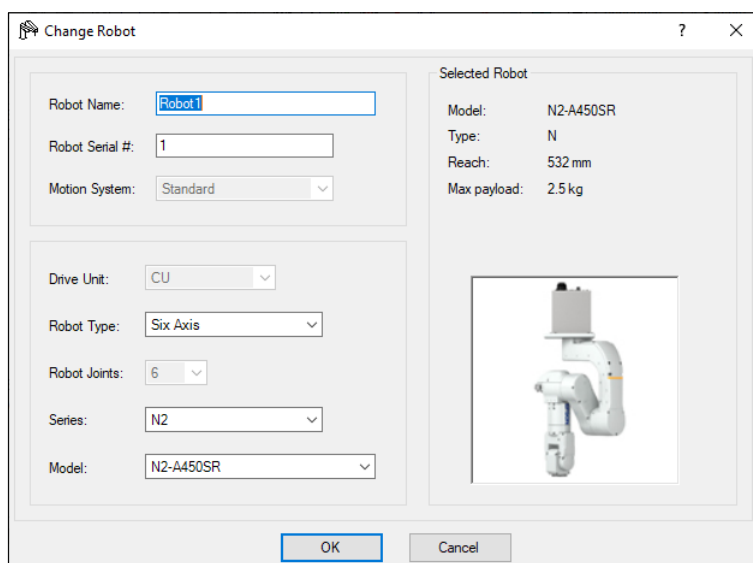 Change Robot
?
Robot Name: Robot1
Robot Serial #: 1
Motion System: Standard
Drive Unit: CU
Robot Type: Six Axis
Robot Joints: 6
Series: N2
Model: N2-A450SR
Selected Robot
Model: N2-A450SR
Type: N
Reach: 532 mm
Max payload: 2.5 kg
OK Cancel